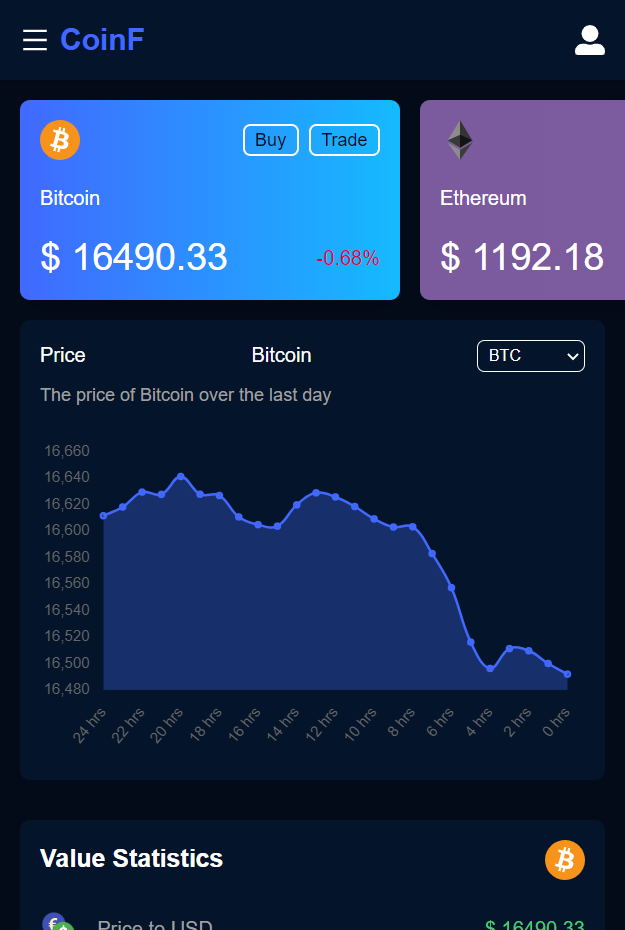 CoinF
Buy Trade
Bitcoin
$ 16490.33 -0.68%
Ethereum
$ 1192.18
Price Bitcoin BTC
The price of Bitcoin over the last day
16,660
16,640
16,620
16,600
16,580
16,560
16,540
16,520
16,500
16,480
24 hrs 22 hrs 20 hrs 18 hrs 16 hrs 14 hrs 12 hrs 10 hrs 8 hrs 6 hrs 4 hrs 2 hrs 0 hrs
Value Statistics
Price to USD $ 16490.33